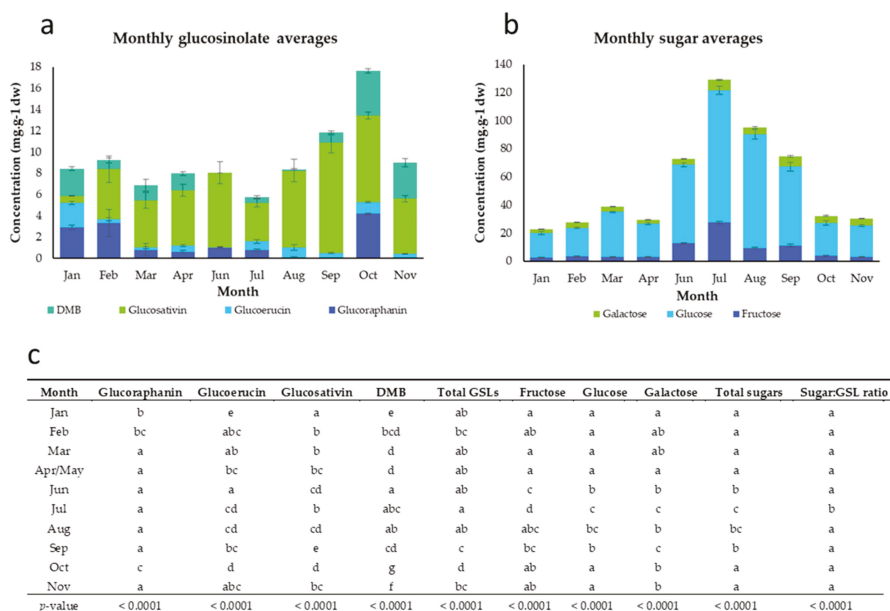 a
Monthly glucosinolate averages
Concentration (mg.g-1 dw)
18
16
14
12
10
8
6
4
2
0
Jan Feb Mar Apr Jun Jul Aug Sep Oct Nov
Month
DMB Glucosativin Glucoerucin Glucoraphanin
b
Monthly sugar averages
Concentration (mg.g-1 dw)
140
120
100
80
60
40
20
0
Jan Feb Mar Apr Jun Jul Aug Sep Oct Nov
Month
Galactose Glucose Fructose
c
Month Glucoraphanin Glucoerucin Glucosativin DMB Total GSLs Fructose Glucose Galactose Total sugars Sugar:GSL ratio
Jan b e a e ab a a a a a
Feb bc abc b bcd bc ab a ab a a
Mar a ab b d ab a a ab a a
Apr/May a bc bc d ab a a a a a
Jun a a cd a ab c b b b a
Jul a cd b abc a d c c c b
Aug a cd cd ab ab abc bc b bc a
Sep a bc e cd c bc b c b a
Oct c d d g d ab a b a a
Nov a abc bc f bc ab a b a a
p-value < 0.0001 < 0.0001 < 0.0001 < 0.0001 < 0.0001 < 0.0001 < 0.0001 < 0.0001 < 0.0001 < 0.0001